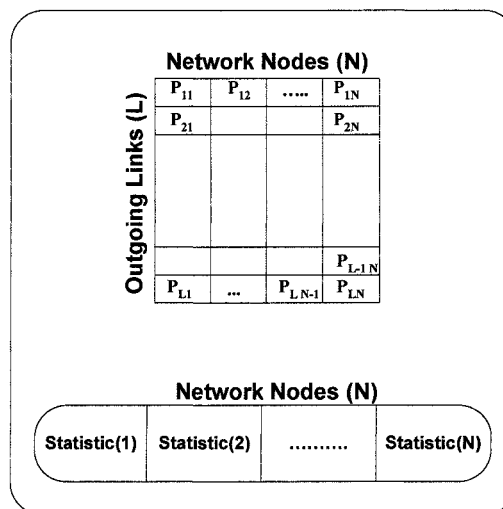 Network Nodes (N)
Outgoing Links (L)
P11 P12 ..... P1N
P21 P2N
PL-1 N
PL1 ... PL N-1 PLN
Network Nodes (N)
Statistic(1) Statistic(2) .......... Statistic(N)